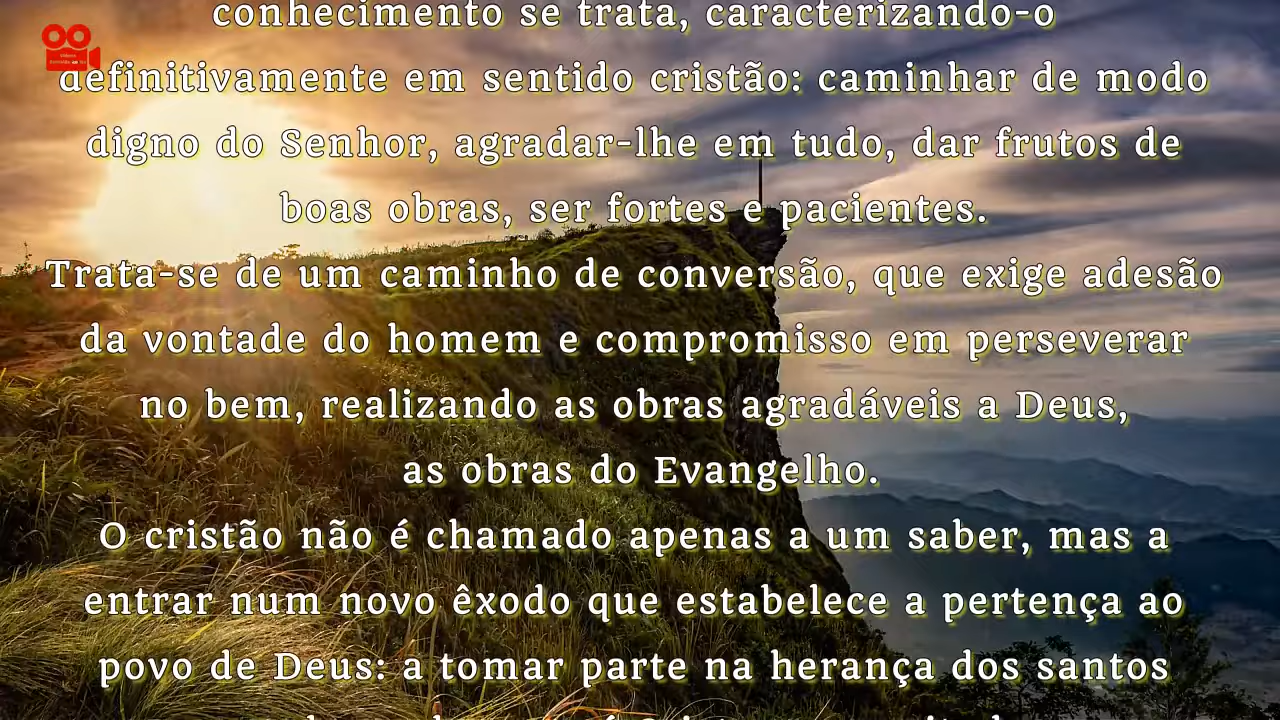 conhecimento se trata, caracterizando-o
definitivamente em sentido cristão: caminhar de modo
digno do Senhor, agradar-lhe em tudo, dar frutos de
boas obras, ser fortes e pacientes.
Trata-se de um caminho de conversão, que exige adesão
da vontade do homem e compromisso em perseverar
no bem, realizando as obras agradáveis a Deus,
as obras do Evangelho.
O cristão não é chamado apenas a um saber, mas a
entrar num novo êxodo que estabelece a pertença ao
povo de Deus: a tomar parte na herança dos santos